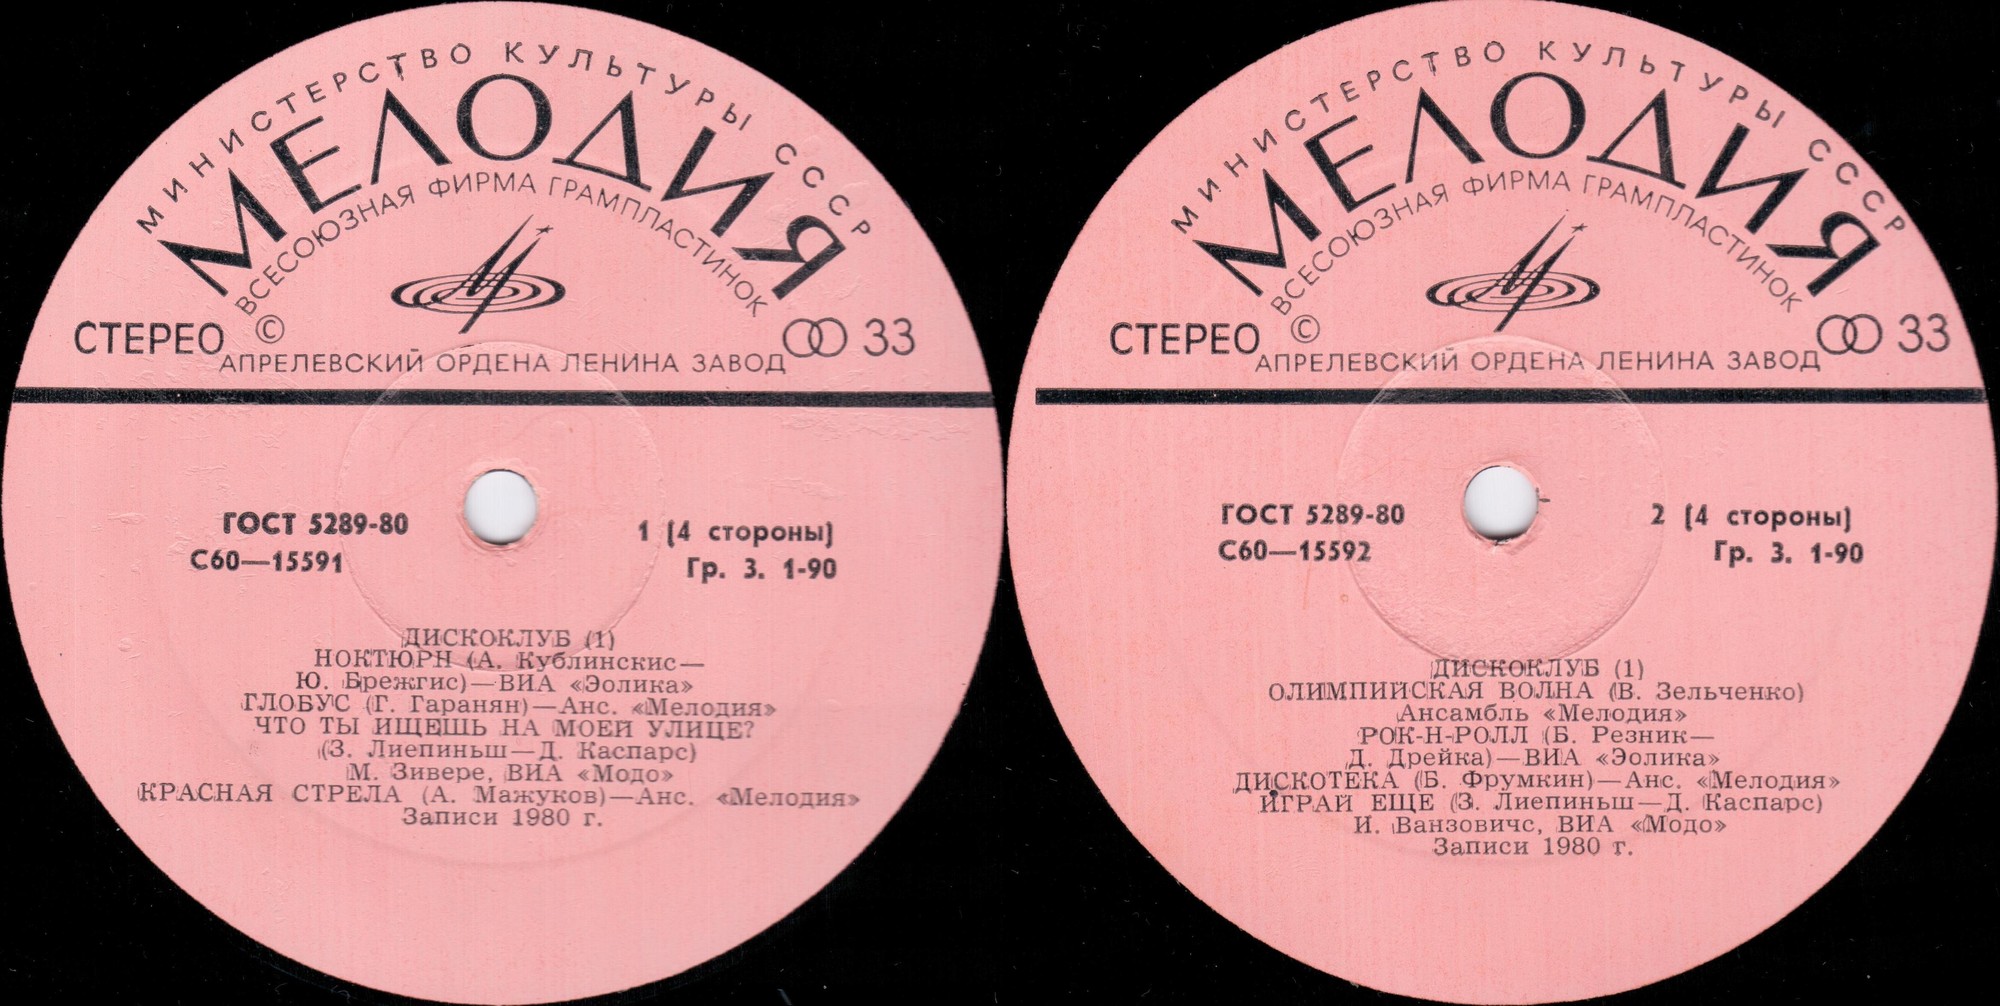 МИНИСТЕРСТВО КУЛЬТУРЫ СССР
МЕЛОДИЯ
ВСЕСОЮЗНАЯ ФИРМА ГРАМПЛАСТИНОК
СТЕРЕО © 33
АПРЕЛЕВСКИЙ ОРДЕНА ЛЕНИНА ЗАВОД
ГОСТ 5289-80
С60—15591
1 (4 стороны)
Гр. 3. 1-90
ДИСКОКЛУБ (1)
НОКТЮРН (А. Кублинскис—
Ю. Брежгис)—ВИА «Эолика»
ГЛОБУС (Г. Гаранян)—Анс. «Мелодия»
ЧТО ТЫ ИЩЕШЬ НА МОЕЙ УЛИЦЕ?
(З. Лиепиньш—Д. Каспарс)
М. Зивере, ВИА «Модо»
КРАСНАЯ СТРЕЛА (А. Мажуков)—Анс. «Мелодия»
Записи 1980 г.
МИНИСТЕРСТВО КУЛЬТУРЫ СССР
МЕЛОДИЯ
ВСЕСОЮЗНАЯ ФИРМА ГРАМПЛАСТИНОК
СТЕРЕО © 33
АПРЕЛЕВСКИЙ ОРДЕНА ЛЕНИНА ЗАВОД
ГОСТ 5289-80
С60—15592
2 (4 стороны)
Гр. 3. 1-90
ДИСКОКЛУБ (1)
ОЛИМПИЙСКАЯ ВОЛНА (В. Зельченко)
Ансамбль «Мелодия»
РОК-Н-РОЛЛ (Б. Резник—
Д. Дрейка)—ВИА «Эолика»
ДИСКОТЕКА (Б. Фрумкин)—Анс. «Мелодия»
ИГРАЙ ЕЩЕ (З. Лиепиньш—Д. Каспарс)
И. Ванзовичс, ВИА «Модо»
Записи 1980 г.